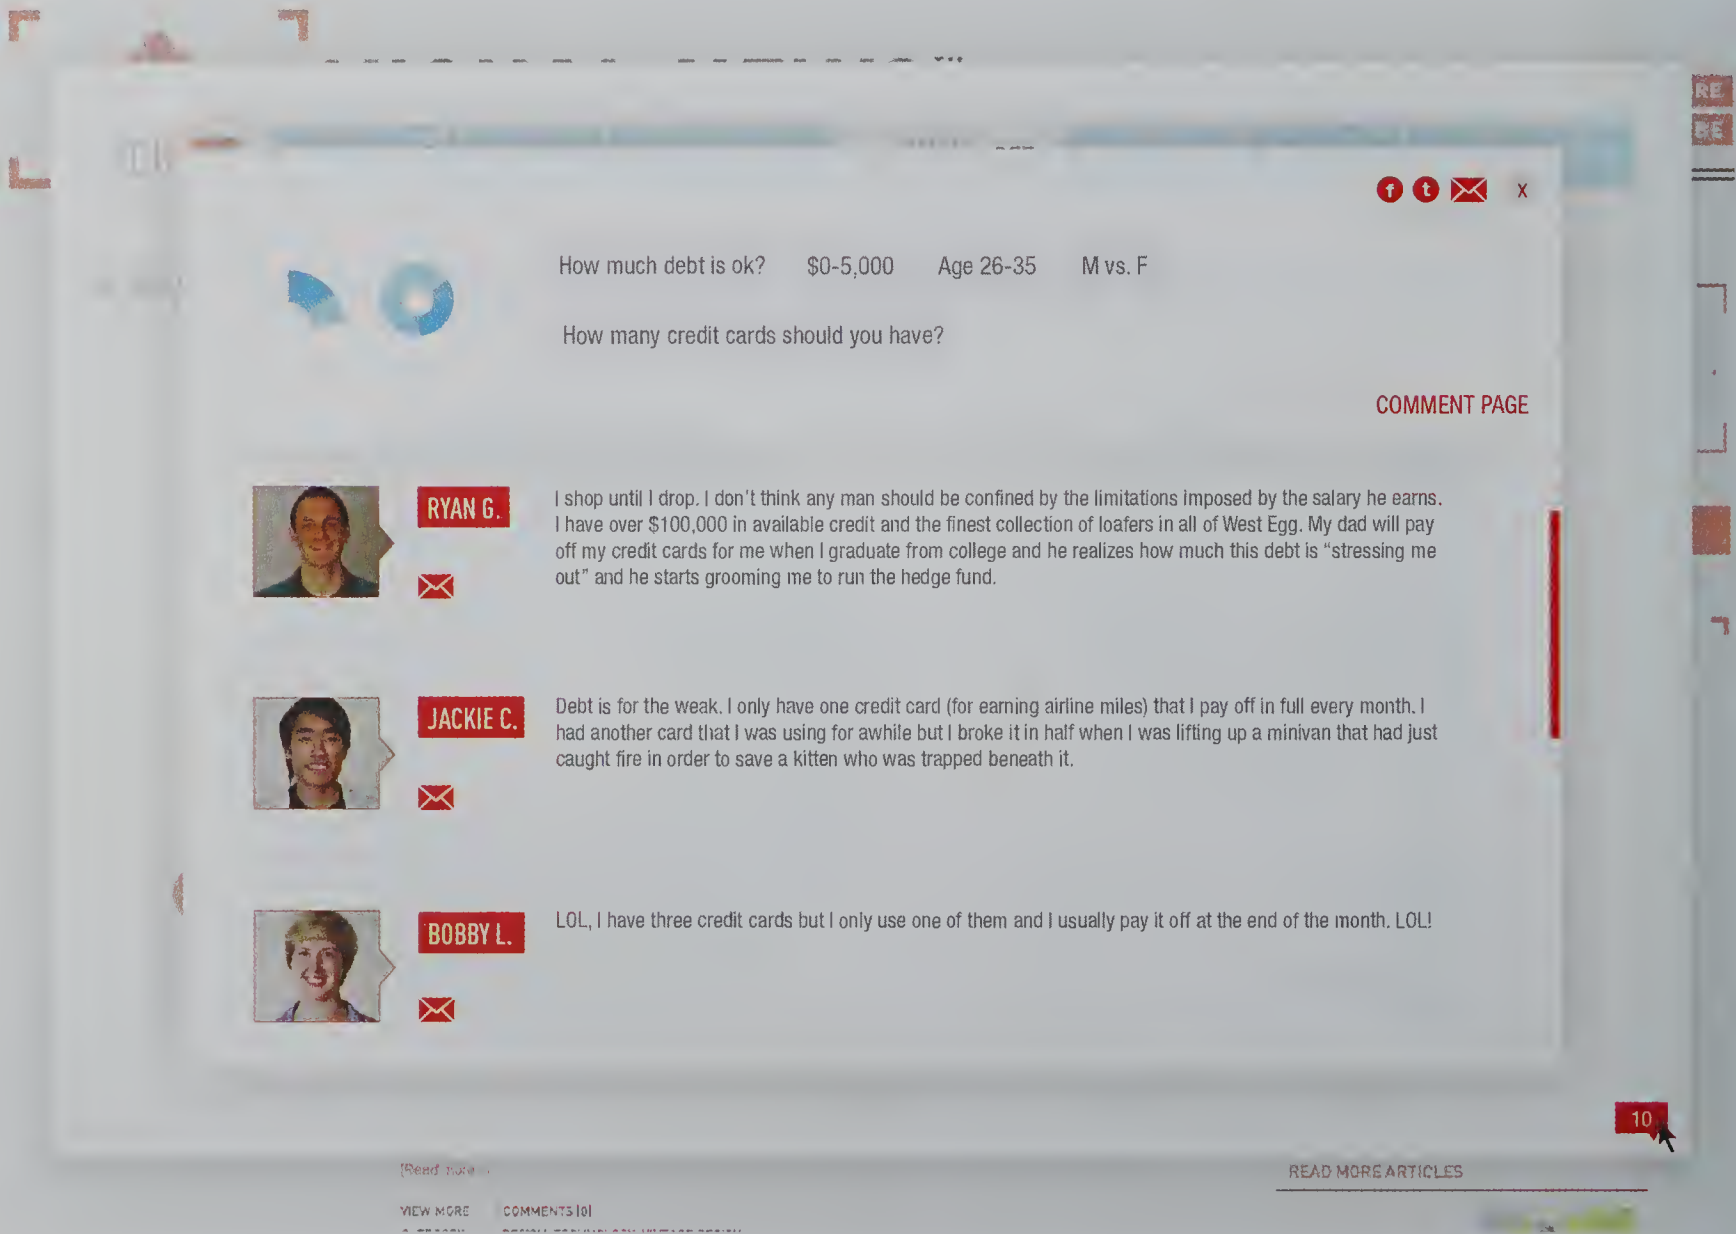 RE
RE
f t X
How much debt is ok? $0-5,000 Age 26-35 M vs. F
How many credit cards should you have?
COMMENT PAGE
RYAN G.
I shop until I drop. I don't think any man should be confined by the limitations imposed by the salary he earns.
I have over $100,000 in available credit and the finest collection of loafers in all of West Egg. My dad will pay
off my credit cards for me when I graduate from college and he realizes how much this debt is “stressing me
out” and he starts grooming me to run the hedge fund.
JACKIE C.
Debt is for the weak. I only have one credit card (for earning airline miles) that I pay off in full every month. I
had another card that I was using for awhile but I broke it in half when I was lifting up a minivan that had just
caught fire in order to save a kitten who was trapped beneath it.
BOBBY L.
LOL, I have three credit cards but I only use one of them and I usually pay it off at the end of the month. LOL!
10
[Read more
READ MORE ARTICLES
VIEW MORE COMMENTS [0]